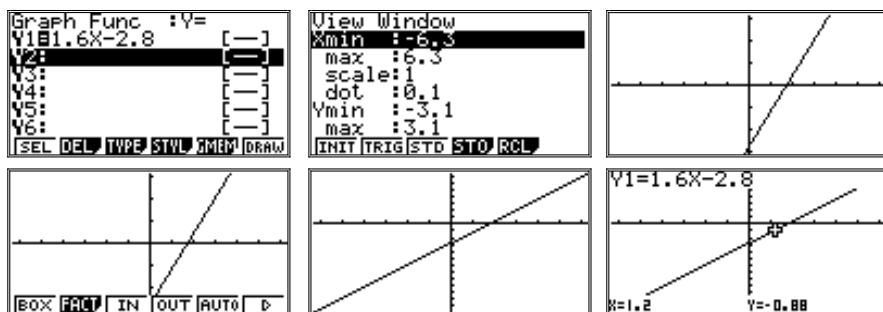 Graph Func :Y=
Y1=1.6X-2.8 [—]
Y2: [—]
Y3: [—]
Y4: [—]
Y5: [—]
Y6: [—]
SEL DEL TYPE STYL GMEM DRAW
View Window
Xmin :-6.3
max :6.3
scale:1
dot :0.1
Ymin :-3.1
max :3.1
INIT TRIG STD STO RCL
BOX FACT IN OUT AUTO
Y1=1.6X-2.8
X=1.2 Y=-0.88